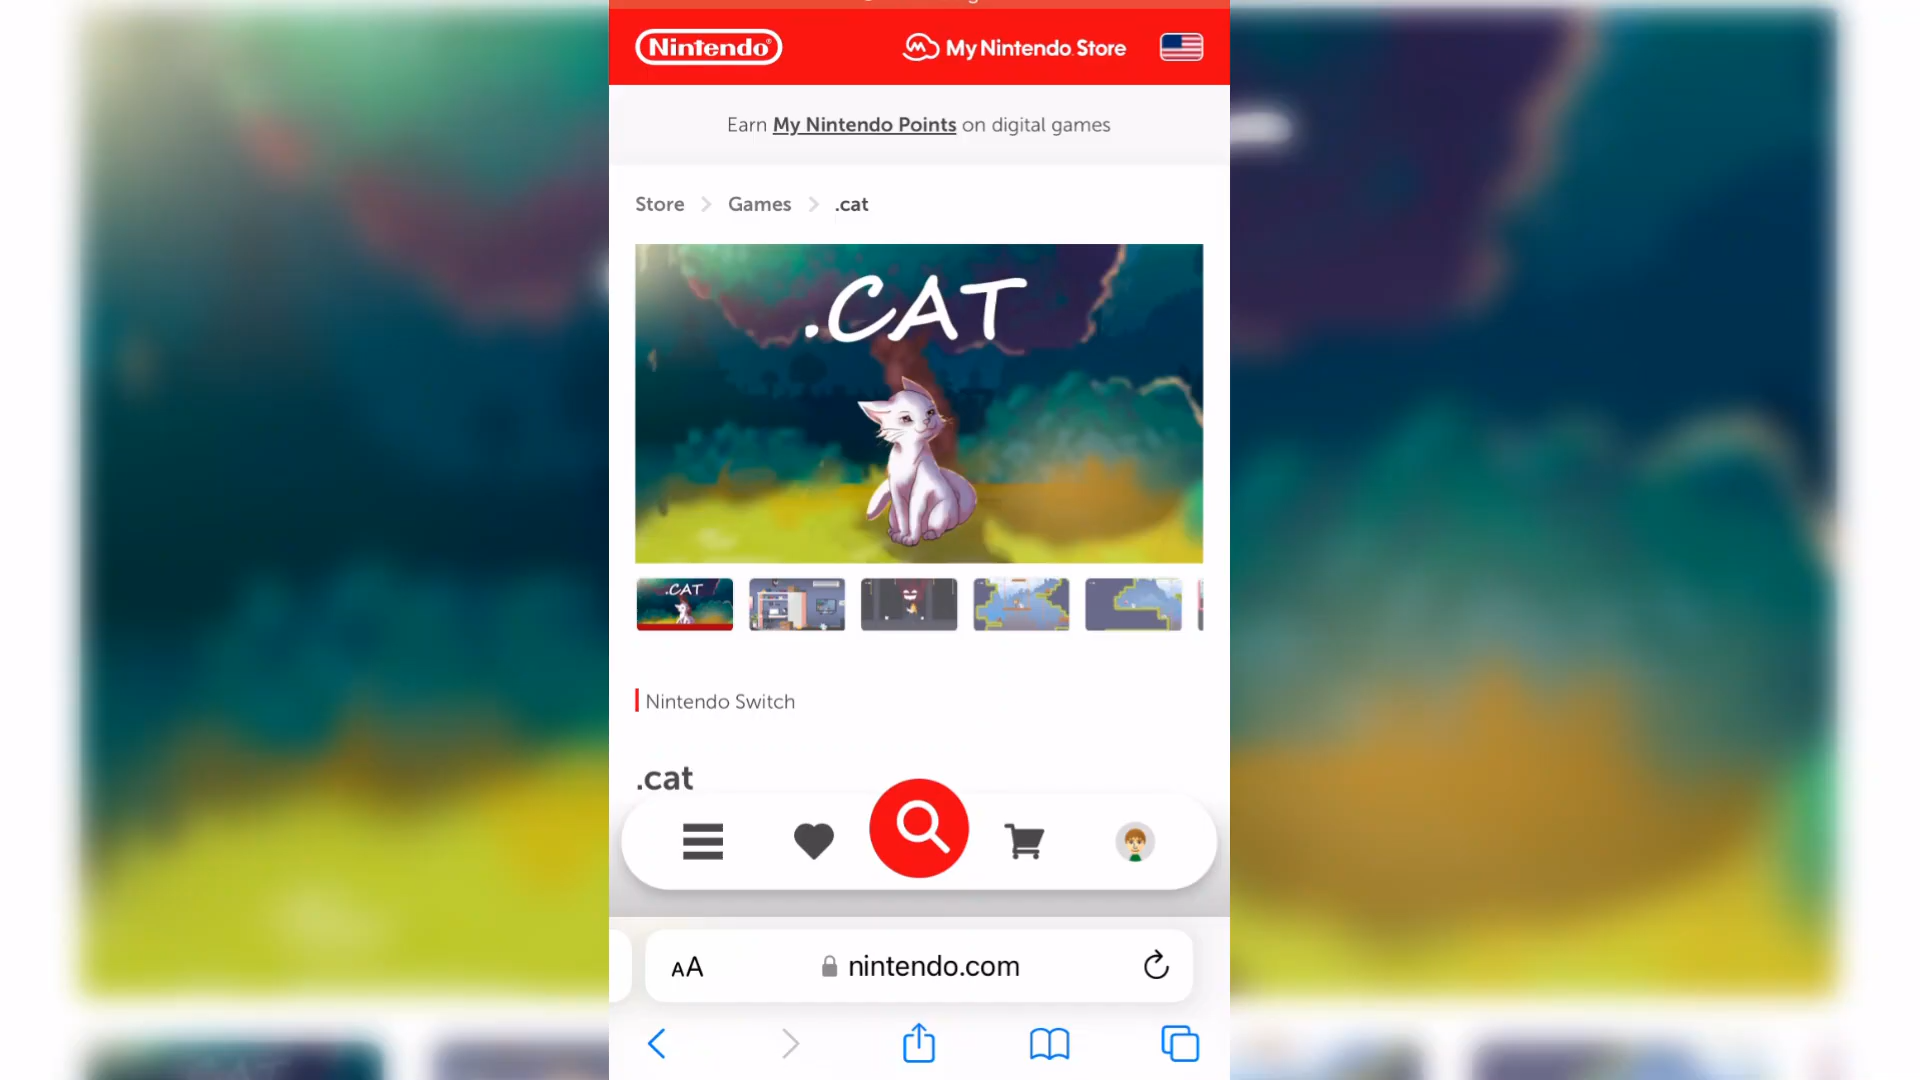 Nintendo
My Nintendo Store
Earn My Nintendo Points on digital games
Store > Games > .cat
.CAT
.CAT
Nintendo Switch
.cat
AA
nintendo.com